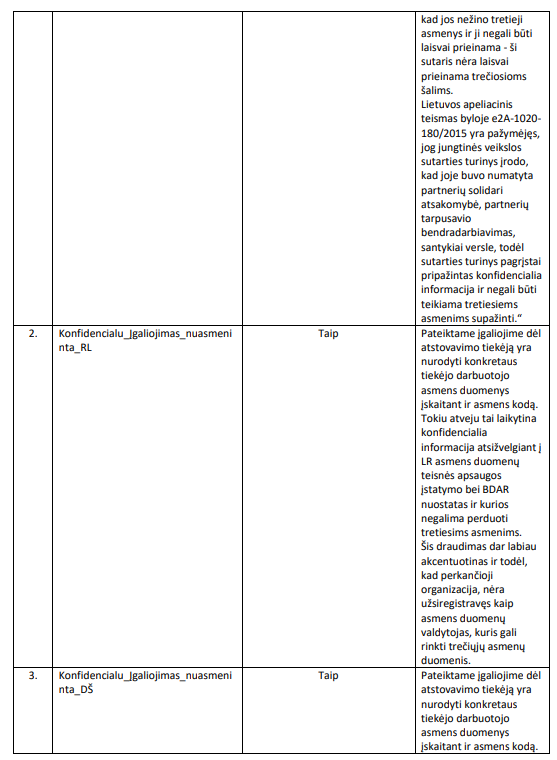 kad jos nežino tretieji
asmenys ir ji negali būti
laisvai prieinama - ši
sutaris nėra laisvai
prieinama trečiosioms
šalims.
Lietuvos apeliacinis
teismas byloje e2A-1020-
180/2015 yra pažymėjęs,
jog jungtinės veikslos
sutarties turinys įrodo,
kad joje buvo numatyta
partnerių solidari
atsakomybė, partnerių
tarpusavio
bendradarbiavimas,
santykiai versle, todėl
sutarties turinys pagrįstai
pripažintas konfidencialia
informacija ir negali būti
teikiama tretiesiems
asmenims supažinti.“
2.
Konfidencialu_Įgaliojimas_nuasmeni
nta_RL
Taip
Pateiktame įgaliojime dėl
atstovavimo tiekėją yra
nurodyti konkretaus
tiekėjo darbuotojo
asmens duomenys
įskaitant ir asmens kodą.
Tokiu atveju tai laikytina
konfidencialia
informacija atsižvelgiant į
LR asmens duomenų
teisnės apsaugos
įstatymo bei BDAR
nuostatas ir kurios
negalima perduoti
tretiesims asmenims.
Šis draudimas dar labiau
akcentuotinas ir todėl,
kad perkančioji
organizacija, nėra
užsiregistravęs kaip
asmens duomenų
valdytojas, kuris gali
rinkti trečiųjų asmenų
duomenis.
3.
Konfidencialu_Įgaliojimas_nuasmeni
nta_DŠ
Taip
Pateiktame įgaliojime dėl
atstovavimo tiekėją yra
nurodyti konkretaus
tiekėjo darbuotojo
asmens duomenys
įskaitant ir asmens kodą.